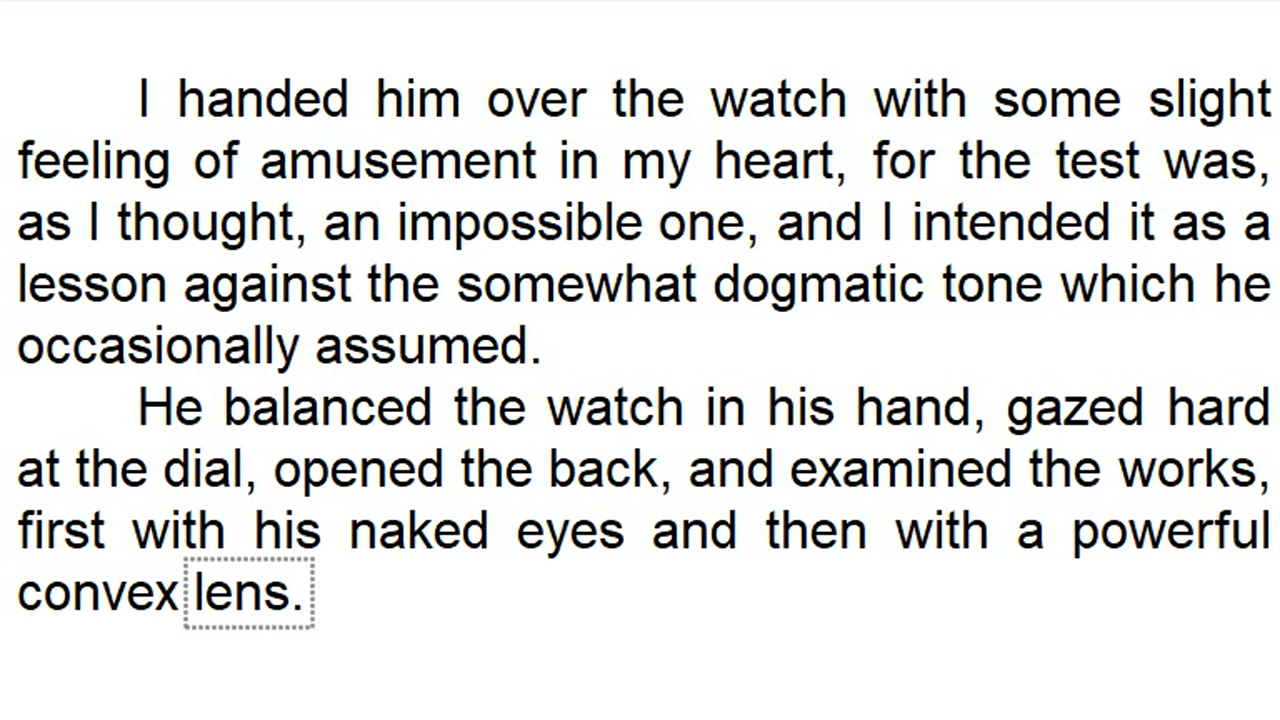 I handed him over the watch with some slight
feeling of amusement in my heart, for the test was,
as I thought, an impossible one, and I intended it as a
lesson against the somewhat dogmatic tone which he
occasionally assumed.
He balanced the watch in his hand, gazed hard
at the dial, opened the back, and examined the works,
first with his naked eyes and then with a powerful
convex lens.